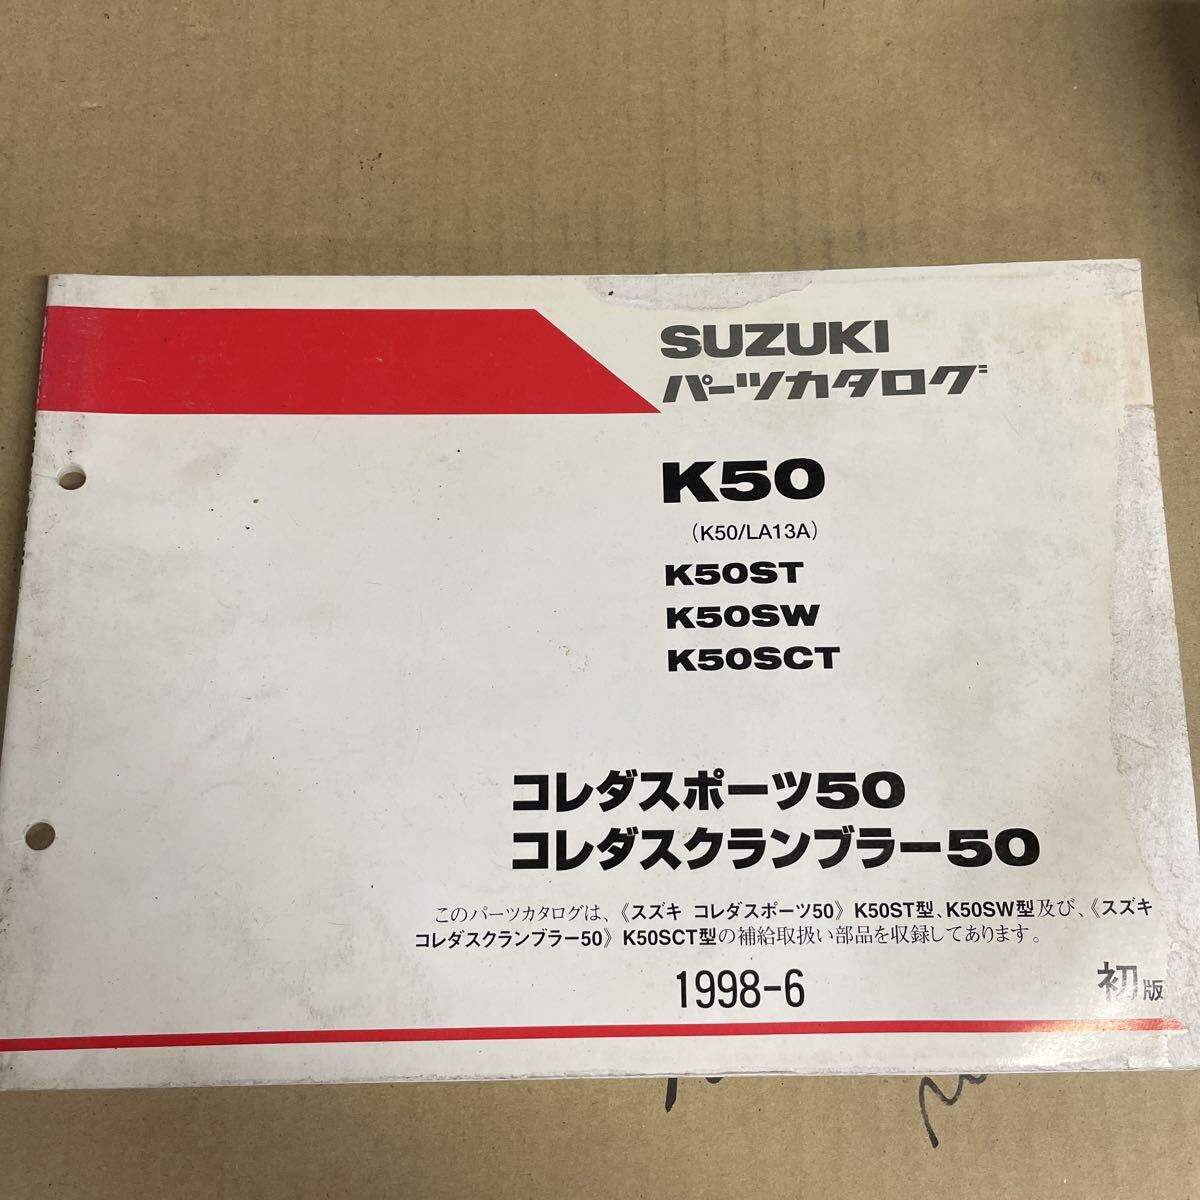 SUZUKI
パーツカタログ
K50
(K50/LA13A)
K50ST
K50SW
K50SCT
コレダスポーツ50
コレダスクランブラー50
このパーツカタログは、《スズキ コレダスポーツ50》K50ST型、K50SW型及び、《スズキ
コレダスクランブラー50》K50SCT型の補給取扱い部品を収録してあります。
1998-6
初版